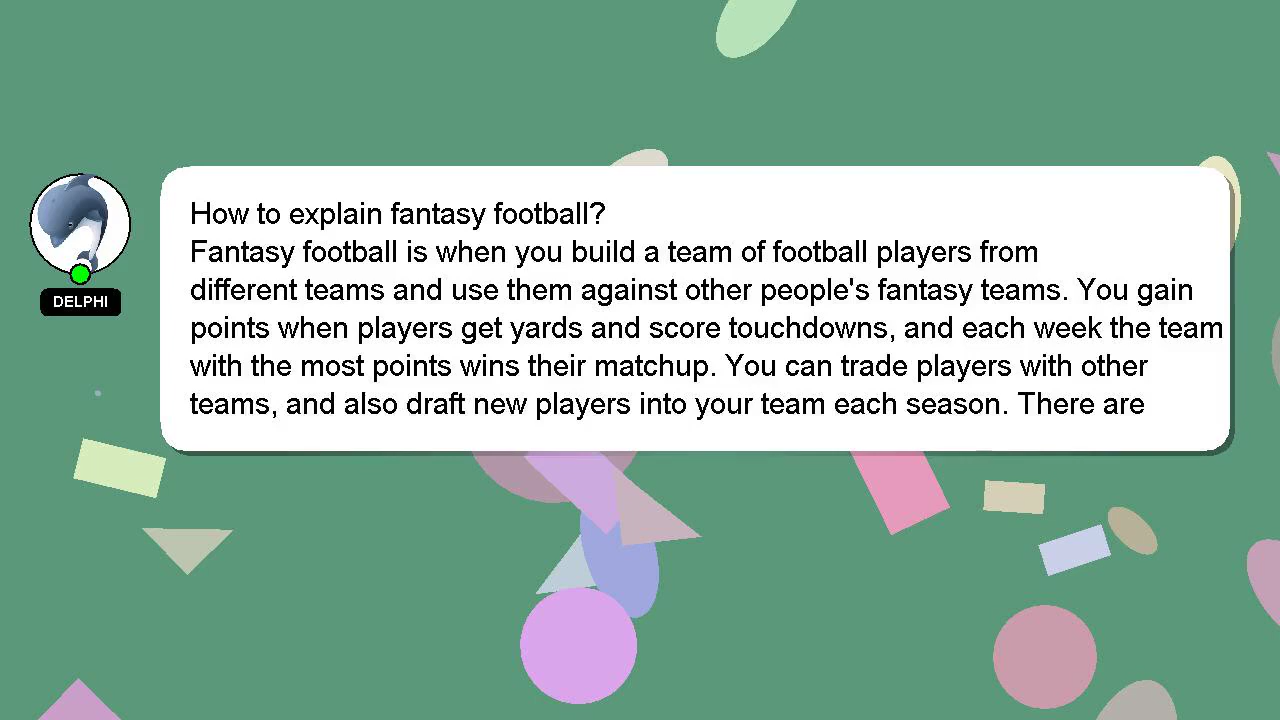 How to explain fantasy football?
Fantasy football is when you build a team of football players from
different teams and use them against other people's fantasy teams. You gain
points when players get yards and score touchdowns, and each week the team
with the most points wins their matchup. You can trade players with other
teams, and also draft new players into your team each season. There are
DELPHI